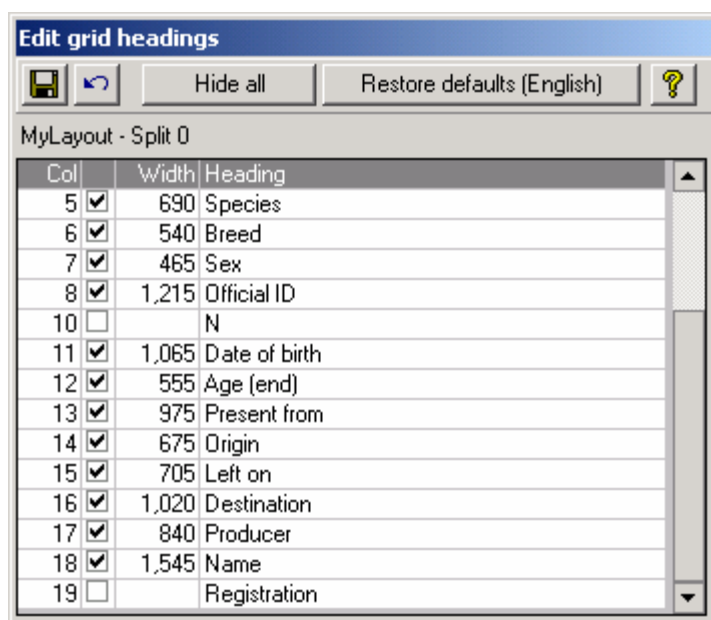 Edit grid headings
Hide all Restore defaults (English) ?
MyLayout - Split 0
Col Width Heading
5 690 Species
6 540 Breed
7 465 Sex
8 1,215 Official ID
10 N
11 1,065 Date of birth
12 555 Age (end)
13 975 Present from
14 675 Origin
15 705 Left on
16 1,020 Destination
17 840 Producer
18 1,545 Name
19 Registration